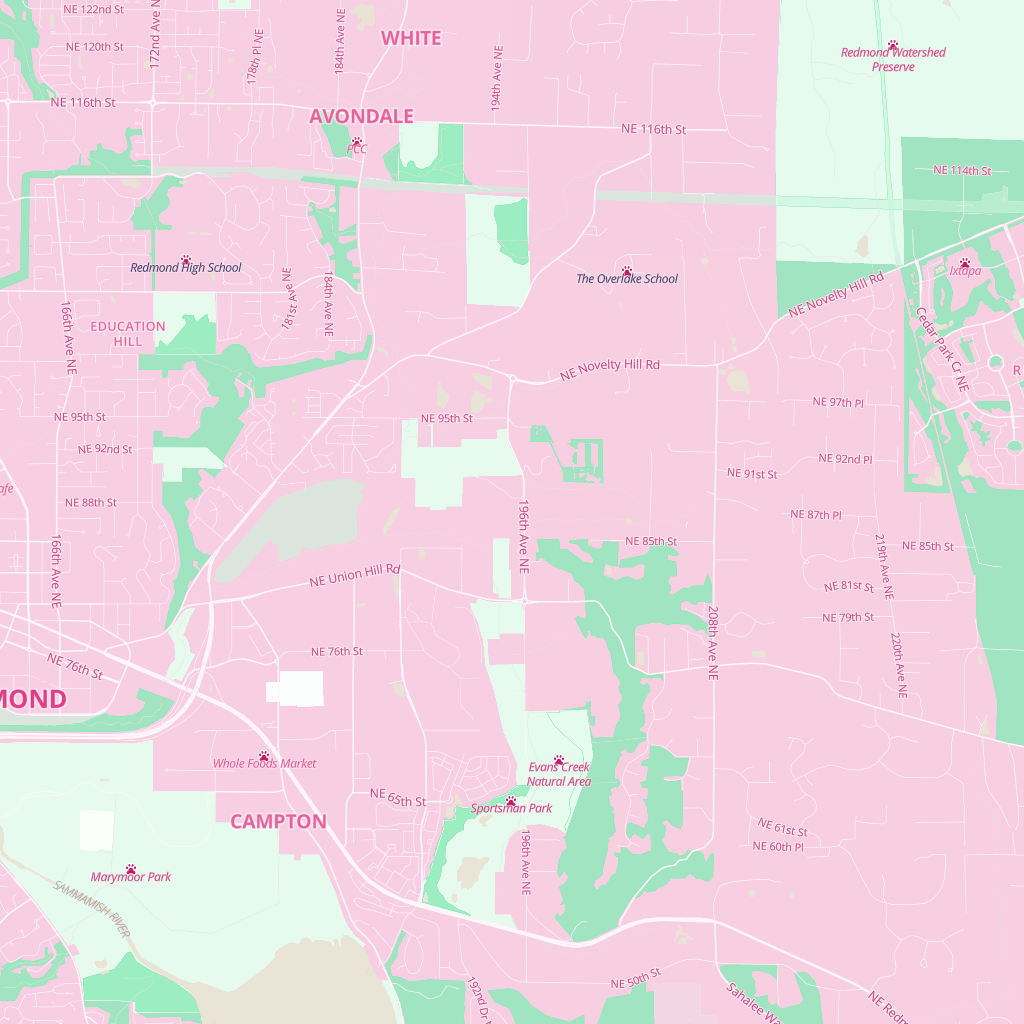 NE 122nd St
172nd Ave N
184th Ave NE
WHITE
NE 120th St
178th Pl NE
194th Ave NE
Redmond Watershed
Preserve
NE 116th St
AVONDALE
NE 116th St
PCC
NE 114th St
Redmond High School
The Overlake School
Ixtapa
181st Ave NE
184th Ave NE
NE Novelty Hill Rd
166th Ave NE
EDUCATION
HILL
Cedar Park Cr NE
NE Novelty Hill Rd
R
NE 95th St
NE 95th St
NE 97th Pl
NE 92nd St
NE 92nd Pl
NE 91st St
afe
NE 88th St
196th Ave NE
NE 87th Pl
166th Ave NE
NE 85th St
219th Ave NE
NE 85th St
NE Union Hill Rd
NE 81st St
NE 79th St
208th Ave NE
NE 76th St
NE 76th St
220th Ave NE
MOND
Whole Foods Market
Evans Creek
Natural Area
NE 65th St
Sportsman Park
CAMPTON
NE 61st St
NE 60th Pl
196th Ave NE
Marymoor Park
SAMMAMISH RIVER
NE 50th St
192nd Dr
Sahalee Wa
NE Redm